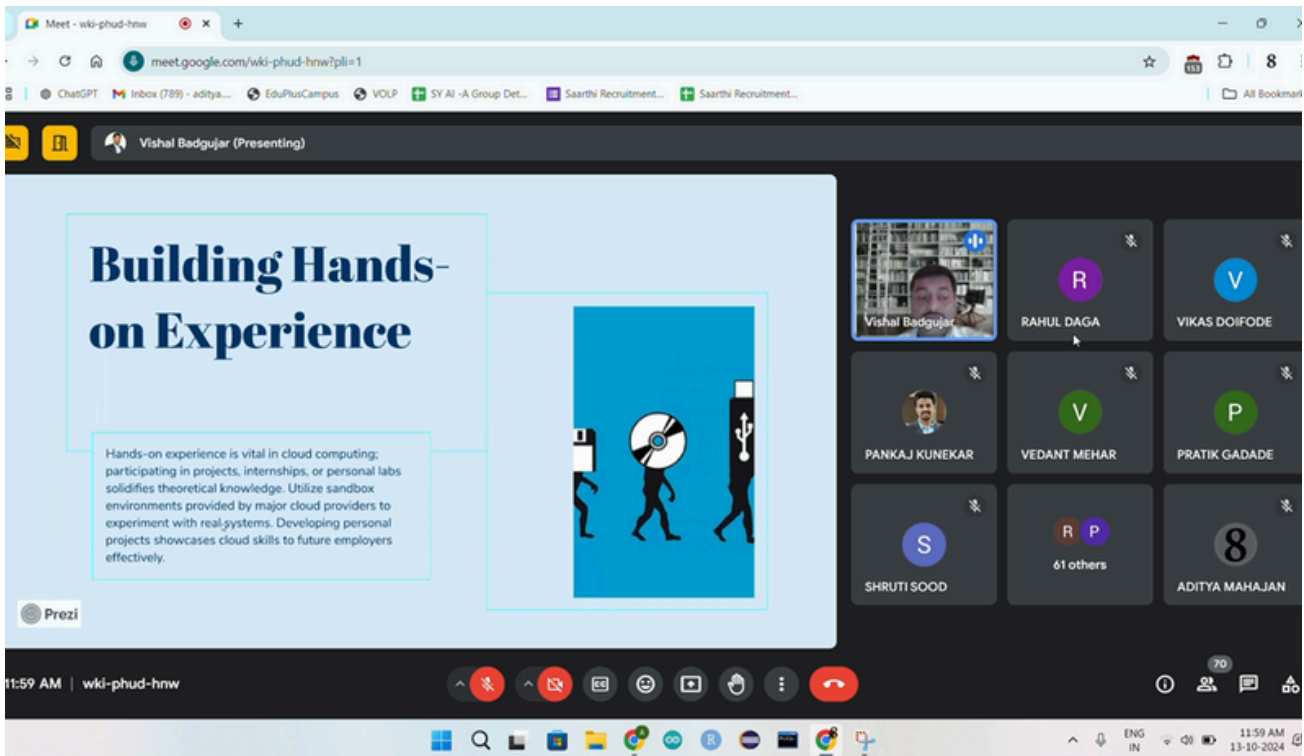 Meet - wki-phud-hnw
meet.google.com/wki-phud-hnw?pli=1
153
8
ChatGPT
Inbox (789) - aditya....
EduPlusCampus
VOLP
SY AI -A Group Det...
Saarthi Recruitment...
Saarthi Recruitment...
All Bookmark
Vishal Badgujar (Presenting)
Building Hands-
on Experience
Hands-on experience is vital in cloud computing;
participating in projects, internships, or personal labs
solidifies theoretical knowledge. Utilize sandbox
environments provided by major cloud providers to
experiment with real systems. Developing personal
projects showcases cloud skills to future employers
effectively.
Prezi
Vishal Badgujar
R
RAHUL DAGA
V
VIKAS DOIFODE
PANKAJ KUNEKAR
V
VEDANT MEHAR
P
PRATIK GADADE
S
SHRUTI SOOD
R P
61 others
8
ADITYA MAHAJAN
11:59 AM | wki-phud-hnw
CC
70
R
ENG
IN
11:59 AM
13-10-2024